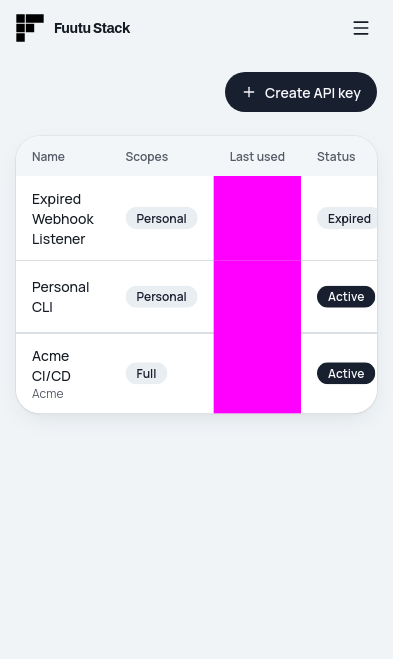 Fuutu Stack
Create API key
Name Scopes Last used Status
Expired
Webhook
Listener
Personal
Expired
Personal
CLI
Personal
Active
Acme
CI/CD
Acme
Full
Active